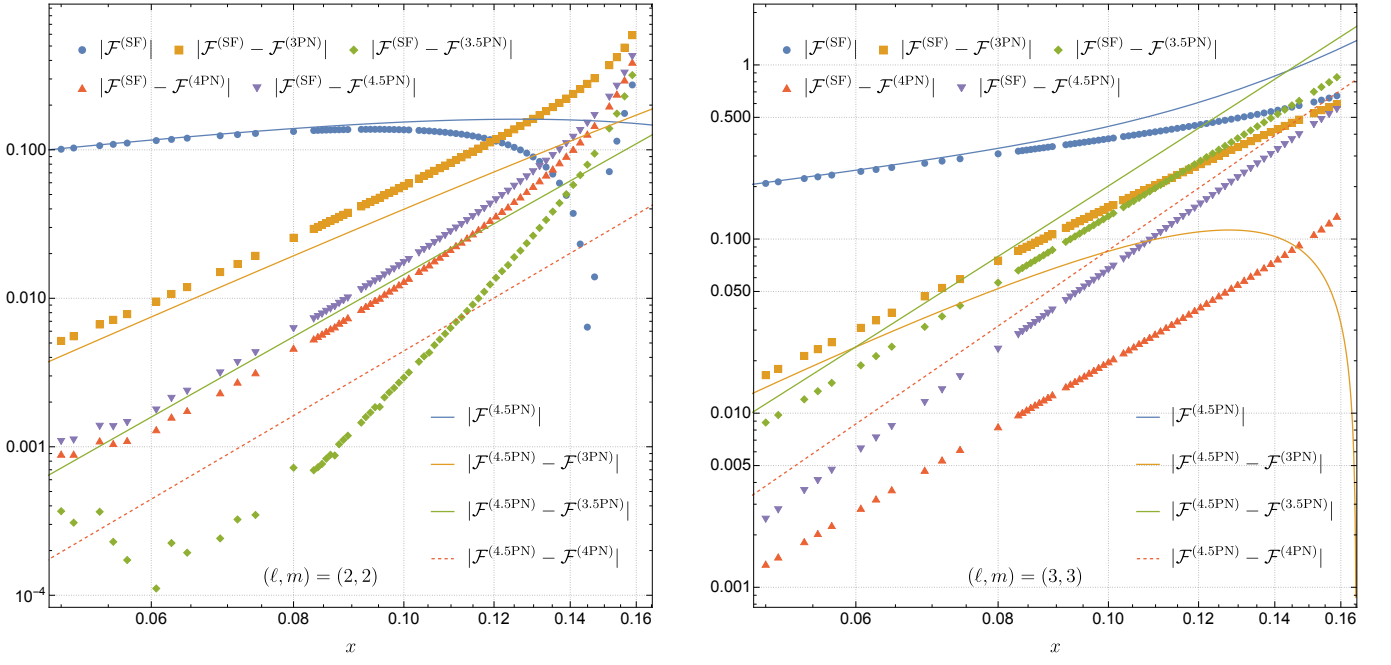 |𝓕^(SF)| |𝓕^(SF) − 𝓕^(3PN)| |𝓕^(SF) − 𝓕^(3.5PN)|
|𝓕^(SF) − 𝓕^(4PN)| |𝓕^(SF) − 𝓕^(4.5PN)|
0.100
0.010
0.001
10^-4
|𝓕^(4.5PN)|
|𝓕^(4.5PN) − 𝓕^(3PN)|
|𝓕^(4.5PN) − 𝓕^(3.5PN)|
|𝓕^(4.5PN) − 𝓕^(4PN)|
(ℓ, m) = (2, 2)
0.06 0.08 0.10 0.12 0.14 0.16
x
|𝓕^(SF)| |𝓕^(SF) − 𝓕^(3PN)| |𝓕^(SF) − 𝓕^(3.5PN)|
|𝓕^(SF) − 𝓕^(4PN)| |𝓕^(SF) − 𝓕^(4.5PN)|
1
0.500
0.100
0.050
0.010
0.005
0.001
|𝓕^(4.5PN)|
|𝓕^(4.5PN) − 𝓕^(3PN)|
|𝓕^(4.5PN) − 𝓕^(3.5PN)|
|𝓕^(4.5PN) − 𝓕^(4PN)|
(ℓ, m) = (3, 3)
0.06 0.08 0.10 0.12 0.14 0.16
x